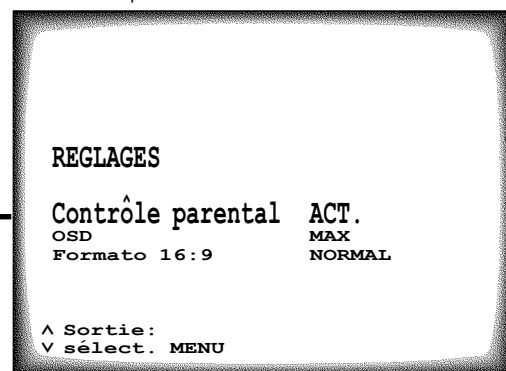 REGLAGES
Contrôle parental ACT.
OSD MAX
Formato 16:9 NORMAL
∧ Sortie:
∨ sélect. MENU